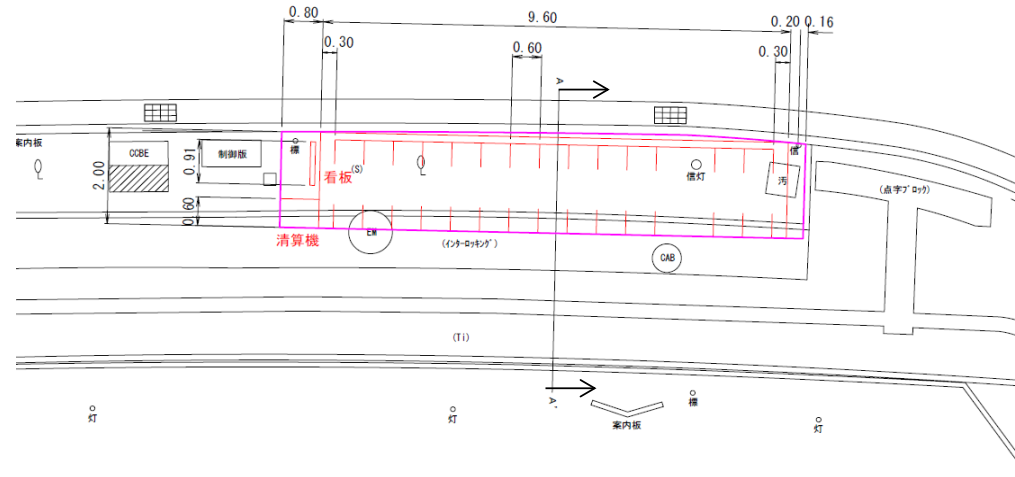 0.80
9.60
0.20 0.16
0.30
0.60
0.30
A
案内板
CCBE
制御版
標
信
2.00
0.91
看板
(S)
信灯
汚
(点字ブロック)
0.60
清算機
EM
(インターロッキング)
CAB
(Ti)
A'
灯
灯
案内板
標
灯